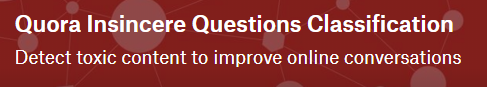 Quora Insincere Questions Classification
Detect toxic content to improve online conversations